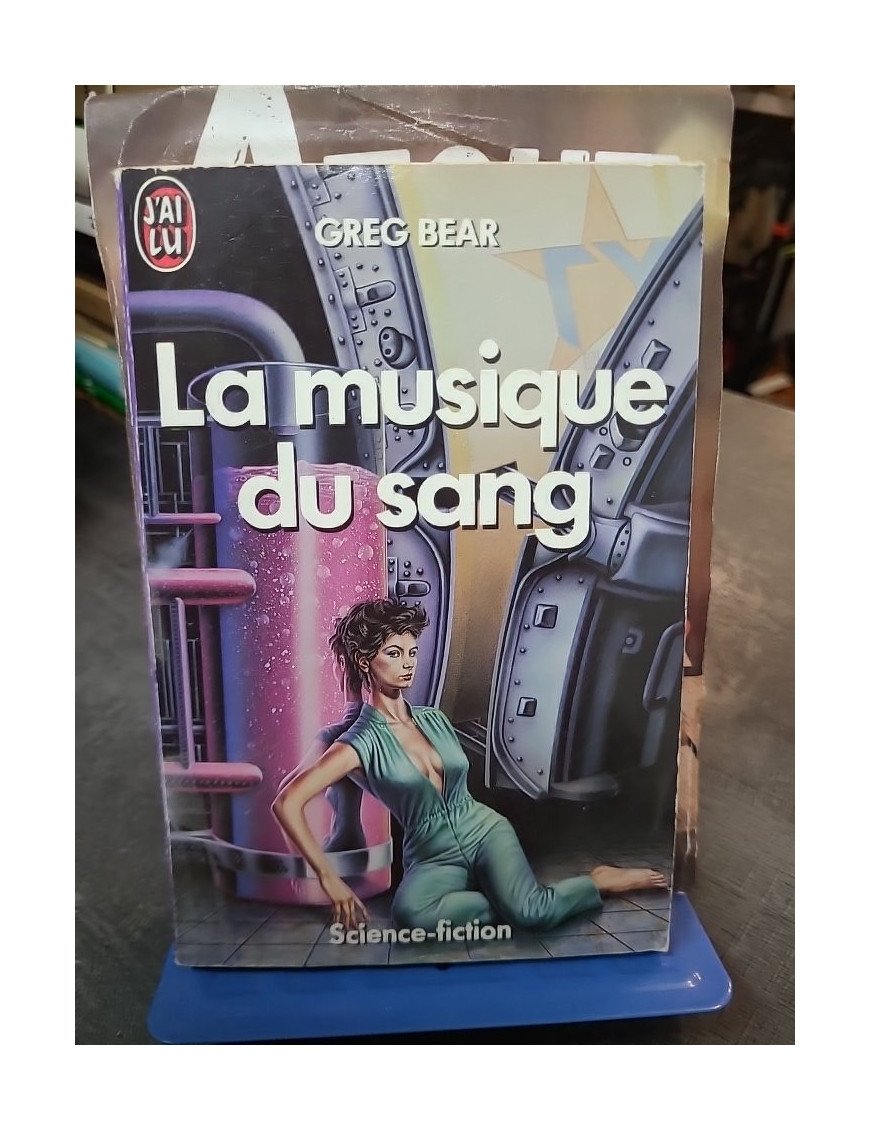 J'AI
LU
GREG BEAR
La musique
du sang
Science-fiction